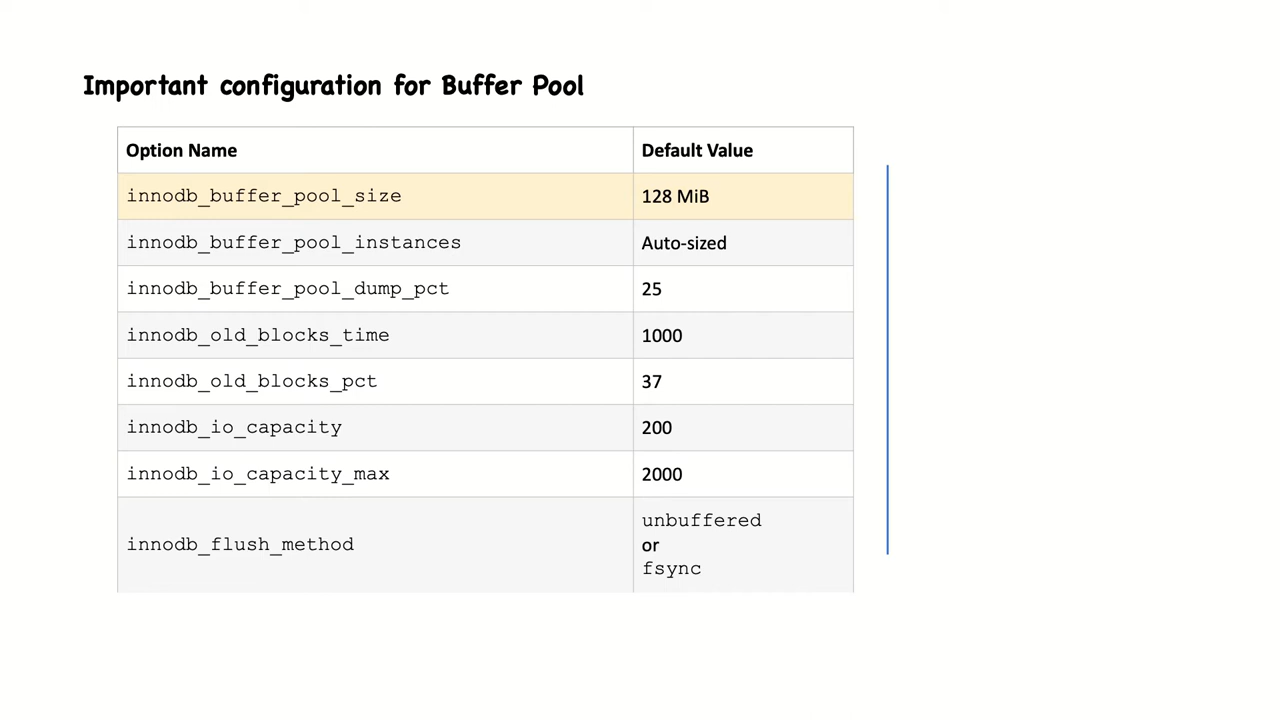 Important configuration for Buffer Pool
Option Name Default Value
innodb_buffer_pool_size 128 MiB
innodb_buffer_pool_instances Auto-sized
innodb_buffer_pool_dump_pct 25
innodb_old_blocks_time 1000
innodb_old_blocks_pct 37
innodb_io_capacity 200
innodb_io_capacity_max 2000
innodb_flush_method unbuffered
or
fsync